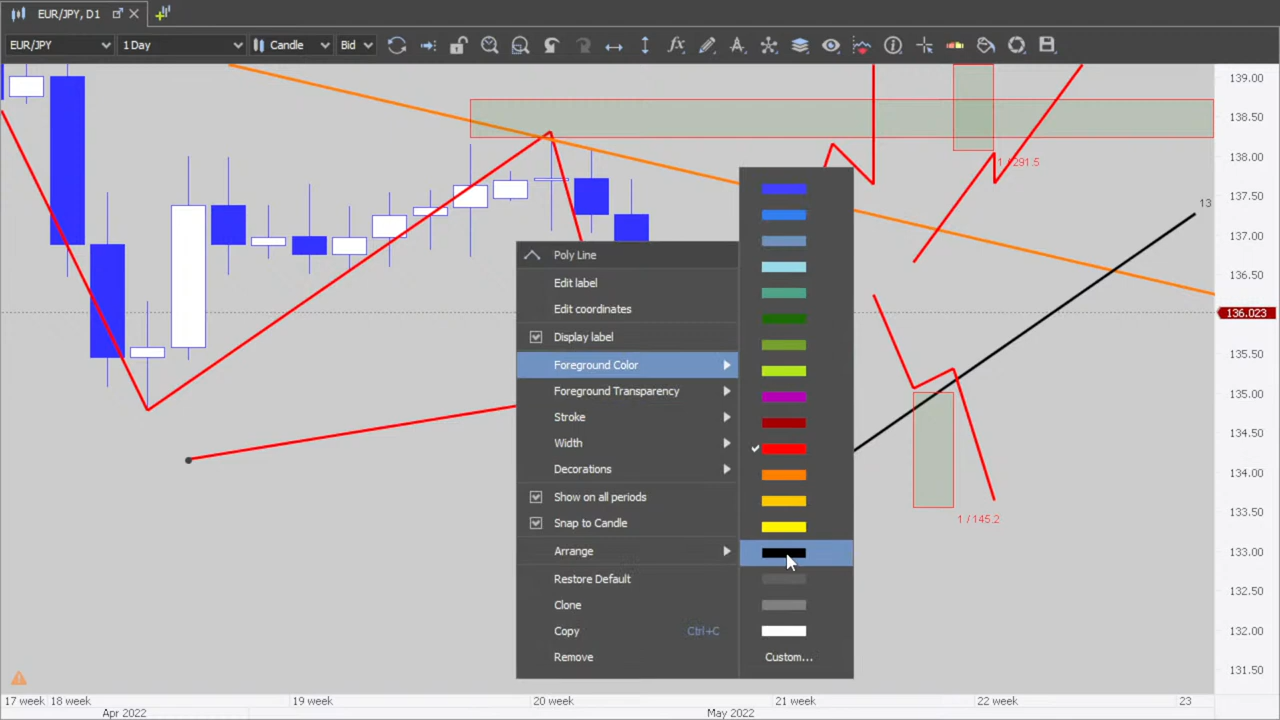 EUR/JPY, D1
EUR/JPY
1 Day
Candle
Bid
139.00
138.50
138.00
137.50
137.00
136.50
136.023
135.50
135.00
134.50
134.00
133.50
133.00
132.50
132.00
131.50
1 / 291.5
13
1 / 145.2
Poly Line
Edit label
Edit coordinates
Display label
Foreground Color
Foreground Transparency
Stroke
Width
Decorations
Show on all periods
Snap to Candle
Arrange
Restore Default
Clone
Copy Ctrl+C
Remove
Custom...
17 week 18 week 19 week 20 week 21 week 22 week 23
Apr 2022 May 2022